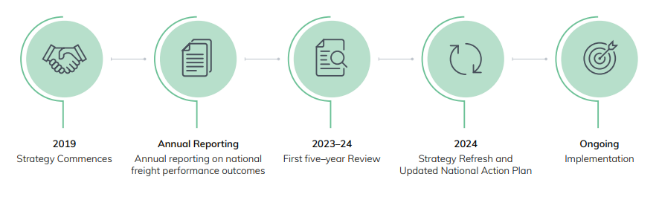 2019
Strategy Commences
Annual Reporting
Annual reporting on national
freight performance outcomes
2023–24
First five–year Review
2024
Strategy Refresh and
Updated National Action Plan
Ongoing
Implementation